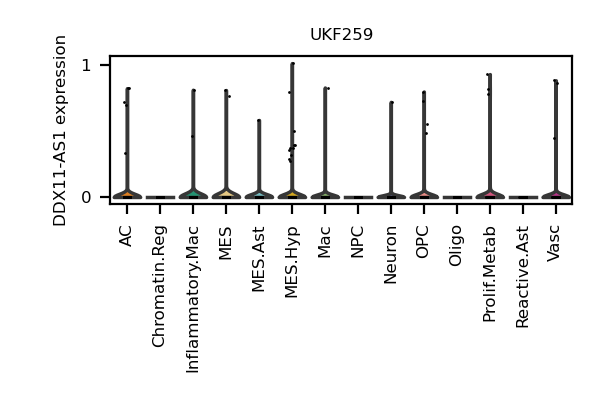 UKF259
DDX11-AS1 expression
1
0
AC
Chromatin.Reg
Inflammatory.Mac
MES
MES.Ast
MES.Hyp
Mac
NPC
Neuron
OPC
Oligo
Prolif.Metab
Reactive.Ast
Vasc